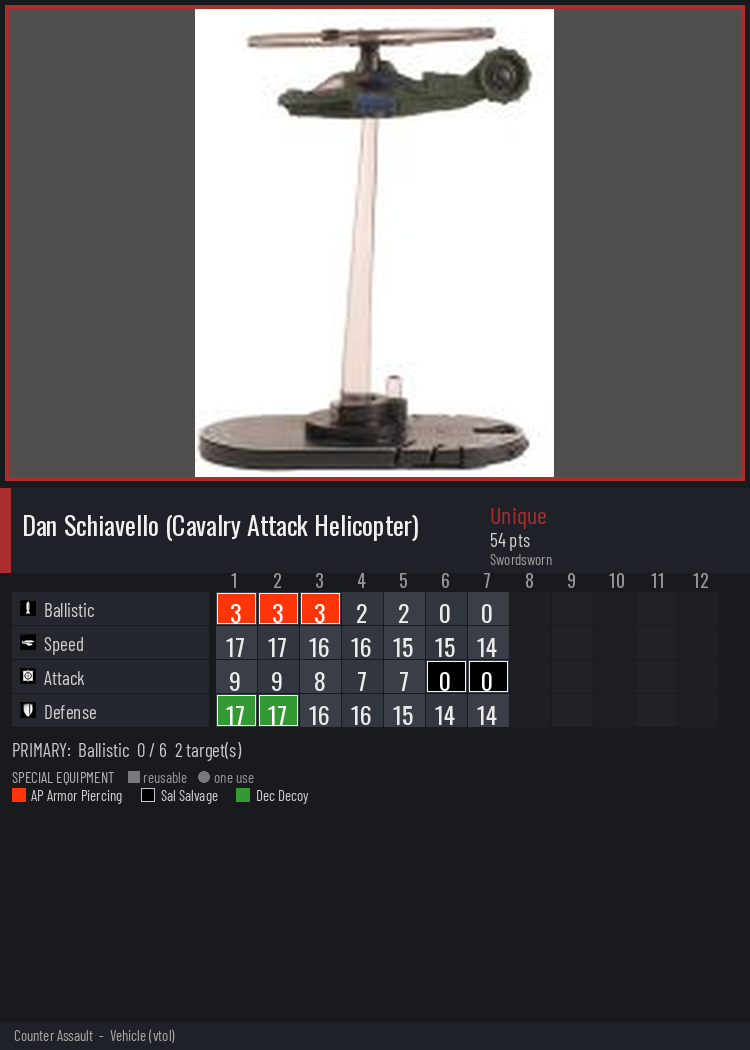 Dan Schiavello (Cavalry Attack Helicopter)
Unique
54 pts
Swordsworn
1 2 3 4 5 6 7 8 9 10 11 12
Ballistic 3 3 3 2 2 0 0
Speed 17 17 16 16 15 15 14
Attack 9 9 8 7 7 0 0
Defense 17 17 16 16 15 14 14
PRIMARY: Ballistic 0 / 6 2 target(s)
SPECIAL EQUIPMENT reusable one use
AP Armor Piercing Sal Salvage Dec Decoy
Counter Assault - Vehicle (vtol)